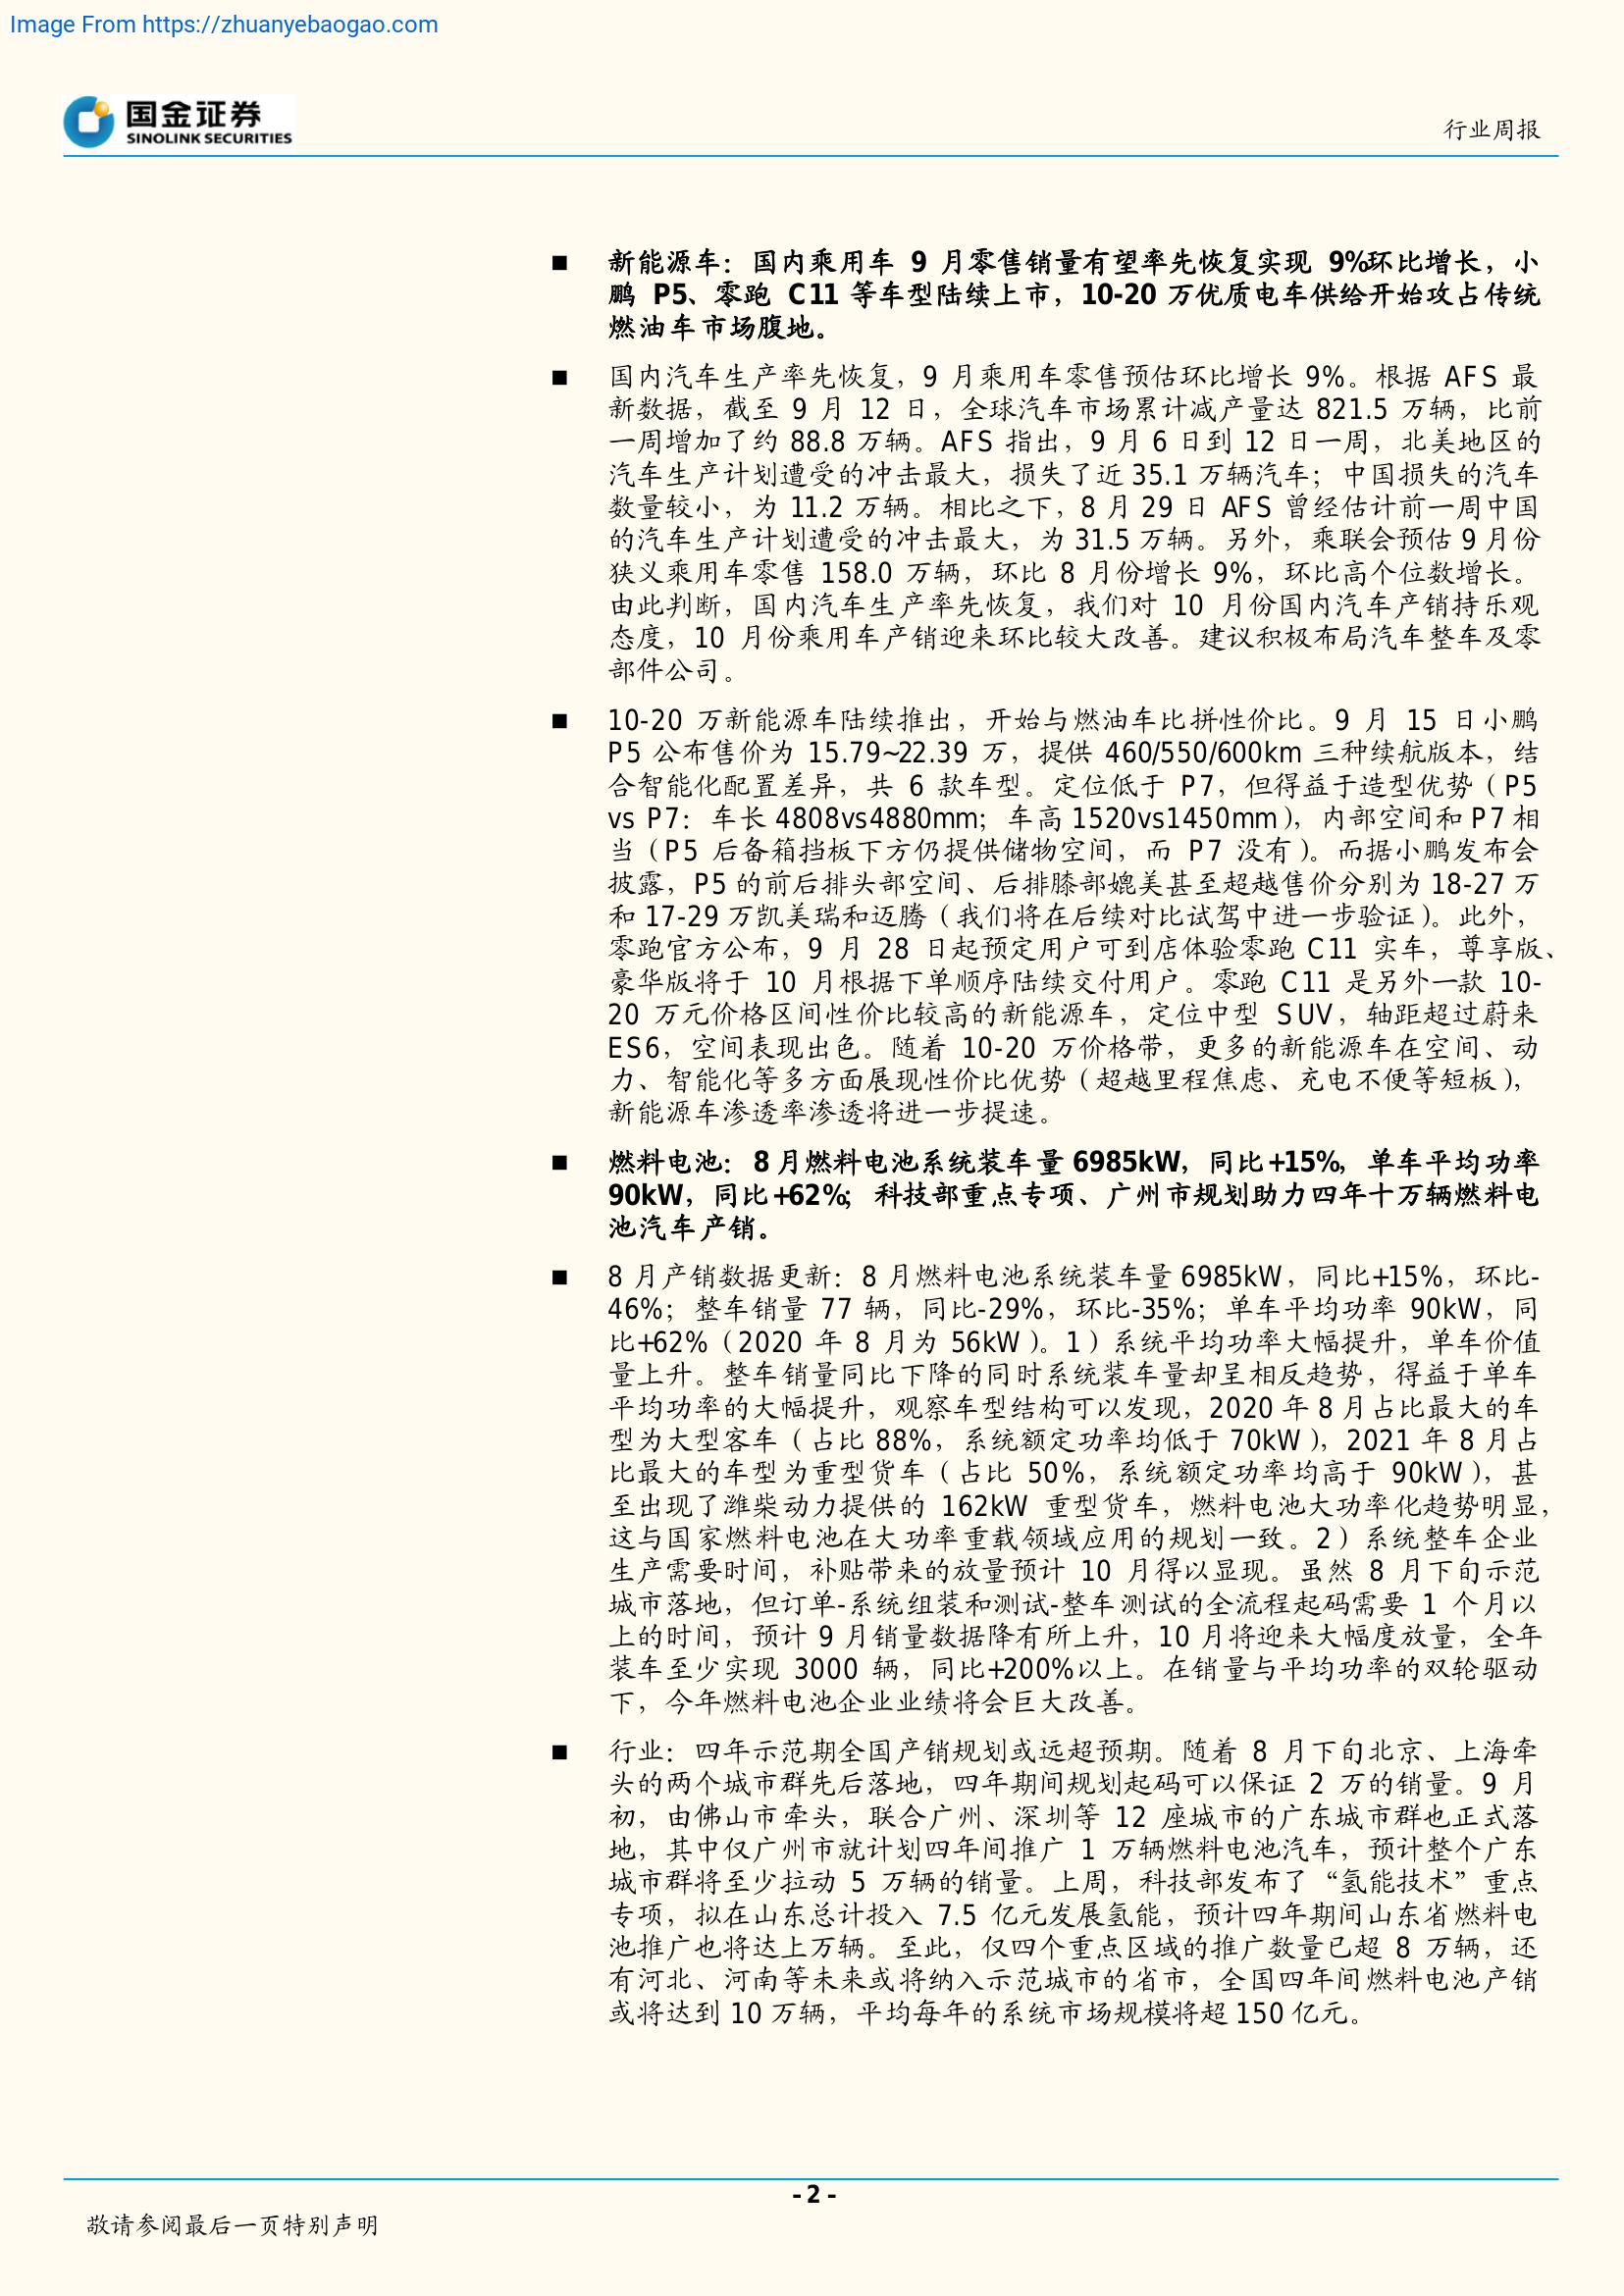 Image From https://zhuanyebaogao.com
国金证券
SINOLINK SECURITIES
行业周报
■ 新能源车：国内乘用车 9 月零售销量有望率先恢复实现 9%环比增长，小
鹏 P5、零跑 C11 等车型陆续上市，10-20 万优质电车供给开始攻占传统
燃油车市场腹地。
■ 国内汽车生产率先恢复，9 月乘用车零售预估环比增长 9%。根据 AFS 最
新数据，截至 9 月 12 日，全球汽车市场累计减产量达 821.5 万辆，比前
一周增加了约 88.8 万辆。AFS 指出，9 月 6 日到 12 日一周，北美地区的
汽车生产计划遭受的冲击最大，损失了近 35.1 万辆汽车；中国损失的汽车
数量较小，为 11.2 万辆。相比之下，8 月 29 日 AFS 曾经估计前一周中国
的汽车生产计划遭受的冲击最大，为 31.5 万辆。另外，乘联会预估 9 月份
狭义乘用车零售 158.0 万辆，环比 8 月份增长 9%，环比高个位数增长。
由此判断，国内汽车生产率先恢复，我们对 10 月份国内汽车产销持乐观
态度，10 月份乘用车产销迎来环比较大改善。建议积极布局汽车整车及零
部件公司。
■ 10-20 万新能源车陆续推出，开始与燃油车比拼性价比。9 月 15 日小鹏
P5 公布售价为 15.79~22.39 万，提供 460/550/600km 三种续航版本，结
合智能化配置差异，共 6 款车型。定位低于 P7，但得益于造型优势（P5
vs P7：车长 4808vs4880mm；车高 1520vs1450mm），内部空间和 P7 相
当（P5 后备箱挡板下方仍提供储物空间，而 P7 没有）。而据小鹏发布会
披露，P5 的前后排头部空间、后排膝部媲美甚至超越售价分别为 18-27 万
和 17-29 万凯美瑞和迈腾（我们将在后续对比试驾中进一步验证）。此外，
零跑官方公布，9 月 28 日起预定用户可到店体验零跑 C11 实车，尊享版、
豪华版将于 10 月根据下单顺序陆续交付用户。零跑 C11 是另外一款 10-
20 万元价格区间性价比较高的新能源车，定位中型 SUV，轴距超过蔚来
ES6，空间表现出色。随着 10-20 万价格带，更多的新能源车在空间、动
力、智能化等多方面展现性价比优势（超越里程焦虑、充电不便等短板），
新能源车渗透率渗透将进一步提速。
■ 燃料电池：8 月燃料电池系统装车量 6985kW，同比+15%，单车平均功率
90kW，同比+62%；科技部重点专项、广州市规划助力四年十万辆燃料电
池汽车产销。
■ 8 月产销数据更新：8 月燃料电池系统装车量 6985kW，同比+15%，环比-
46%；整车销量 77 辆，同比-29%，环比-35%；单车平均功率 90kW，同
比+62%（2020 年 8 月为 56kW）。1）系统平均功率大幅提升，单车价值
量上升。整车销量同比下降的同时系统装车量却呈相反趋势，得益于单车
平均功率的大幅提升，观察车型结构可以发现，2020 年 8 月占比最大的车
型为大型客车（占比 88%，系统额定功率均低于 70kW），2021 年 8 月占
比最大的车型为重型货车（占比 50%，系统额定功率均高于 90kW），甚
至出现了潍柴动力提供的 162kW 重型货车，燃料电池大功率化趋势明显，
这与国家燃料电池在大功率重载领域应用的规划一致。2）系统整车企业
生产需要时间，补贴带来的放量预计 10 月得以显现。虽然 8 月下旬示范
城市落地，但订单-系统组装和测试-整车测试的全流程起码需要 1 个月以
上的时间，预计 9 月销量数据降有所上升，10 月将迎来大幅度放量，全年
装车至少实现 3000 辆，同比+200%以上。在销量与平均功率的双轮驱动
下，今年燃料电池企业业绩将会巨大改善。
■ 行业：四年示范期全国产销规划或远超预期。随着 8 月下旬北京、上海牵
头的两个城市群先后落地，四年期间规划起码可以保证 2 万的销量。9 月
初，由佛山市牵头，联合广州、深圳等 12 座城市的广东城市群也正式落
地，其中仅广州市就计划四年间推广 1 万辆燃料电池汽车，预计整个广东
城市群将至少拉动 5 万辆的销量。上周，科技部发布了“氢能技术”重点
专项，拟在山东总计投入 7.5 亿元发展氢能，预计四年期间山东省燃料电
池推广也将达上万辆。至此，仅四个重点区域的推广数量已超 8 万辆，还
有河北、河南等未来或将纳入示范城市的省市，全国四年间燃料电池产销
或将达到 10 万辆，平均每年的系统市场规模将超 150 亿元。
- 2 -
敬请参阅最后一页特别声明